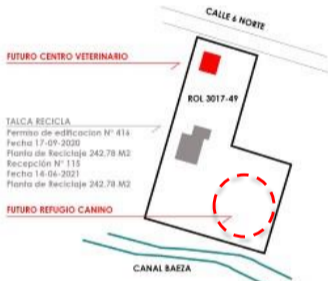 CALLE 6 NORTE
FUTURO CENTRO VETERINARIO
ROL 3017-49
TALCA RECICLA
Permiso de edificacion N° 416
Fecha 17-09-2020
Planta de Reciclaje 242.78 M2
Recepción N° 115
Fecha 14-06-2021
Planta de Reciclaje 242.78 M2
FUTURO REFUGIO CANINO
CANAL BAEZA